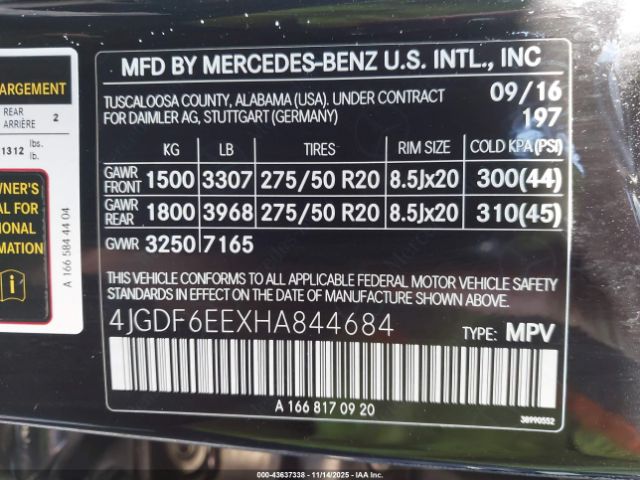 ARGEMENT
REAR
ARRIÈRE 2
1312 lbs.
lb.
WNER'S
AL FOR
TIONAL
RMATION
A 166 584 44 04
MFD BY MERCEDES-BENZ U.S. INTL., INC
TUSCALOOSA COUNTY, ALABAMA (USA). UNDER CONTRACT 09/16
FOR DAIMLER AG, STUTTGART (GERMANY) 197
KG LB TIRES RIM SIZE COLD KPA(PSI)
GAWR FRONT 1500 3307 275/50 R20 8.5Jx20 300(44)
GAWR REAR 1800 3968 275/50 R20 8.5Jx20 310(45)
GVWR 3250 7165
THIS VEHICLE CONFORMS TO ALL APPLICABLE FEDERAL MOTOR VEHICLE SAFETY
STANDARDS IN EFFECT ON THE DATE OF MANUFACTURE SHOWN ABOVE.
4JGDF6EEXHA844684 TYPE: MPV
A 166 817 09 20
38990552
000-43637338 - 11/14/2025 - IAAI.COM